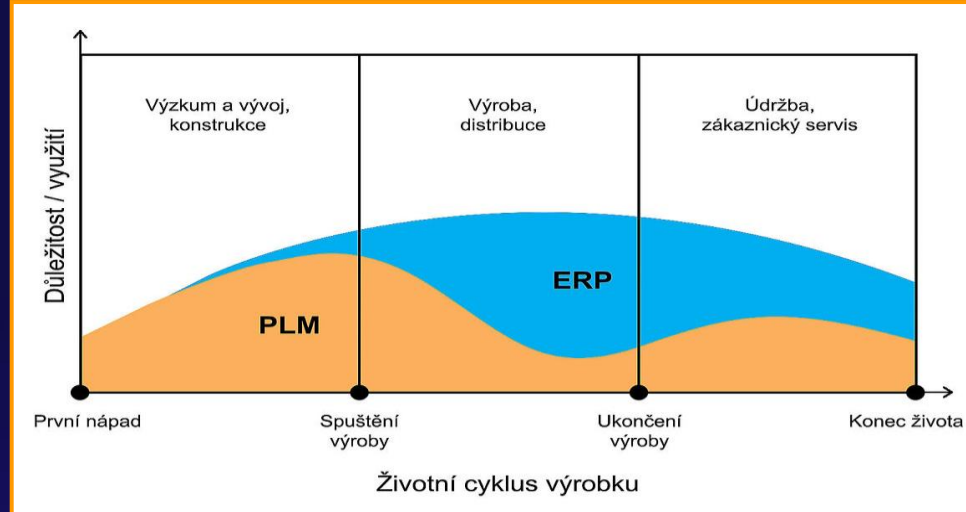 Výzkum a vývoj,
konstrukce
Výroba,
distribuce
Údržba,
zákaznický servis
Důležitost / využití
ERP
PLM
První nápad
Spuštění
výroby
Ukončení
výroby
Konec života
Životní cyklus výrobku